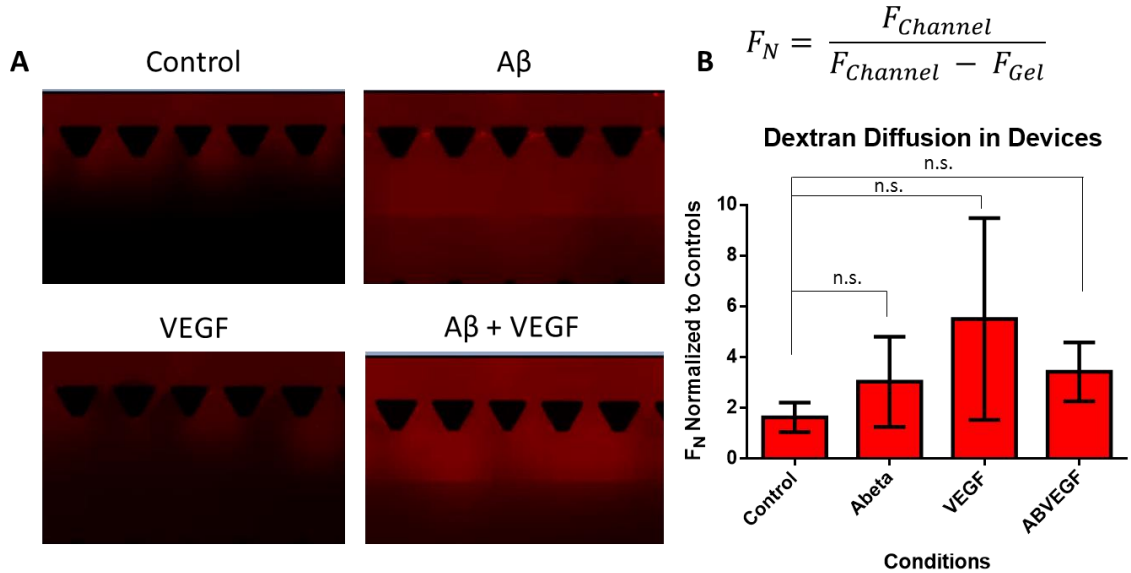 A
Control
Aβ
VEGF
Aβ + VEGF
B
F_N = F_Channel / (F_Channel − F_Gel)
Dextran Diffusion in Devices
n.s.
n.s.
n.s.
F_N Normalized to Controls
10
8
6
4
2
0
Control
Abeta
VEGF
ABVEGF
Conditions